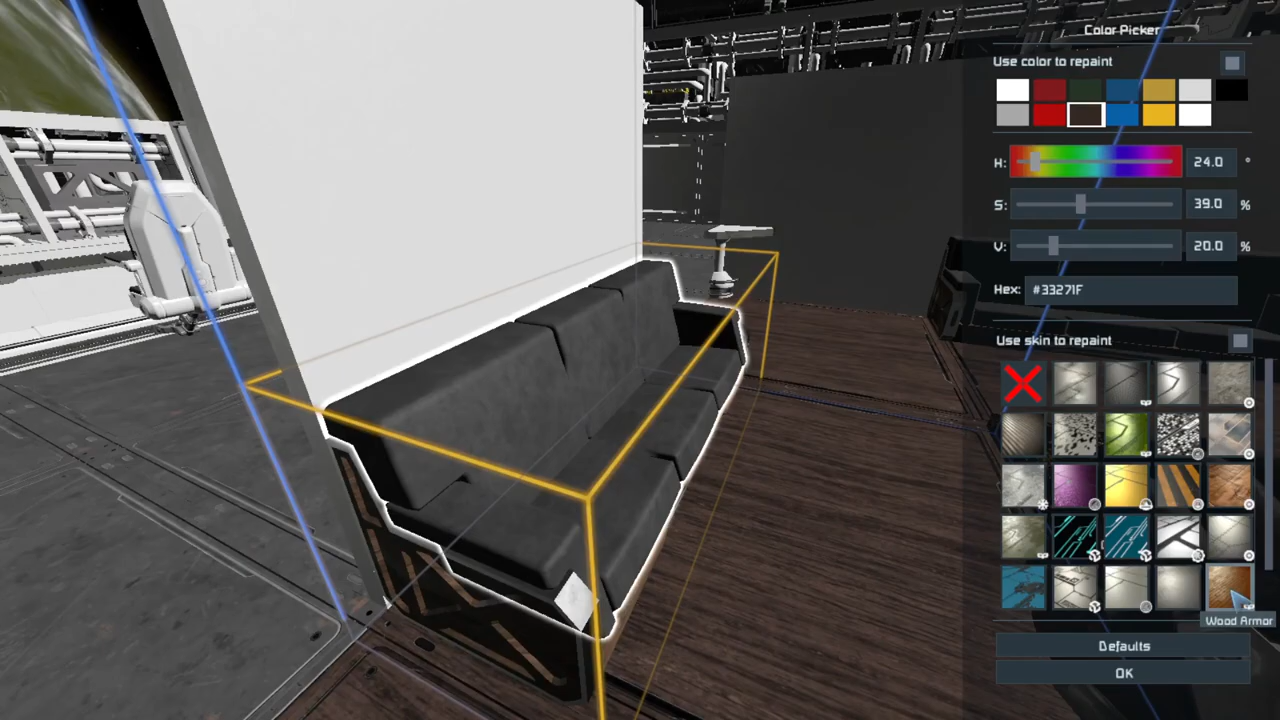 Color Picker
Use color to repaint
H: 24.0 °
S: 39.0 %
V: 20.0 %
Hex: #33271F
Use skin to repaint
Wood Armor
Defaults
OK